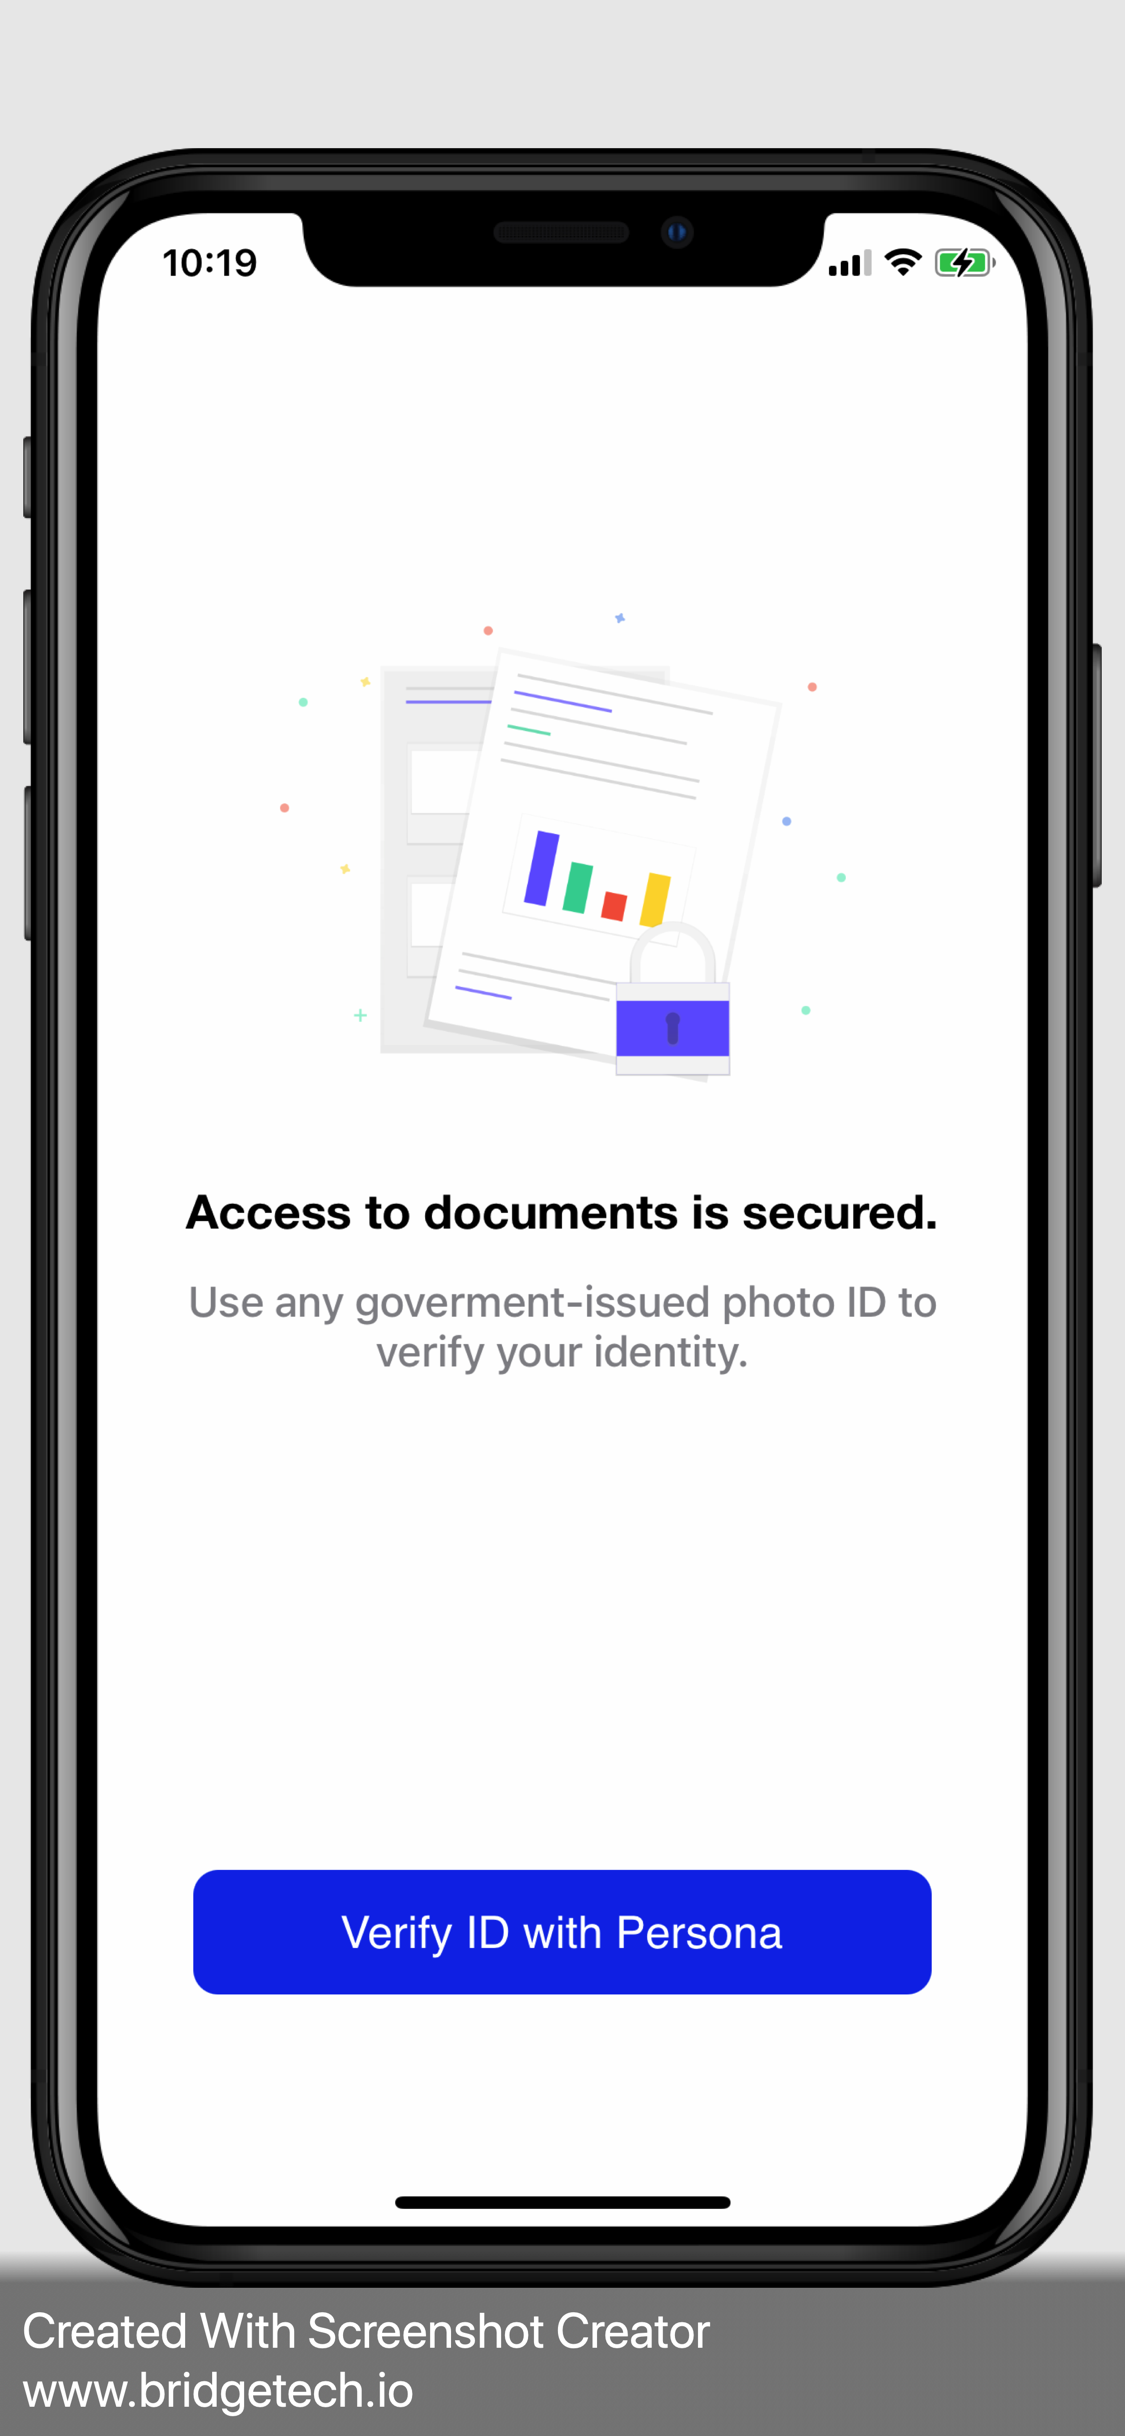 10:19
Access to documents is secured.
Use any goverment-issued photo ID to
verify your identity.
Verify ID with Persona
Created With Screenshot Creator
www.bridgetech.io